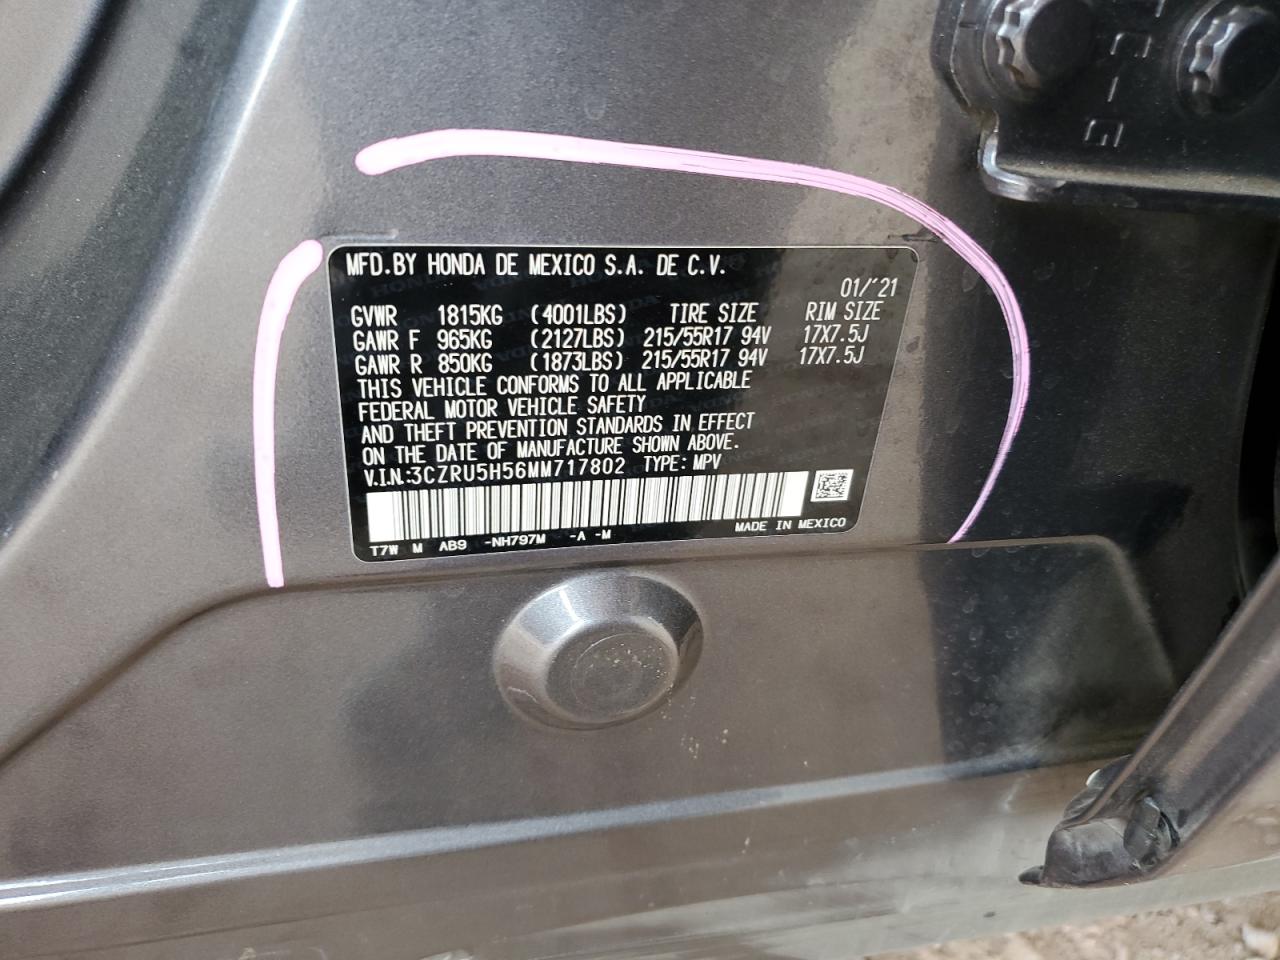 MFD.BY HONDA DE MEXICO S.A. DE C.V.
01/'21
GVWR 1815KG (4001LBS) TIRE SIZE RIM SIZE
GAWR F 965KG (2127LBS) 215/55R17 94V 17X7.5J
GAWR R 850KG (1873LBS) 215/55R17 94V 17X7.5J
THIS VEHICLE CONFORMS TO ALL APPLICABLE
FEDERAL MOTOR VEHICLE SAFETY
AND THEFT PREVENTION STANDARDS IN EFFECT
ON THE DATE OF MANUFACTURE SHOWN ABOVE.
V.I.N:3CZRU5H56MM717802 TYPE: MPV
MADE IN MEXICO
T7W M AB9 -NH797M -A -M